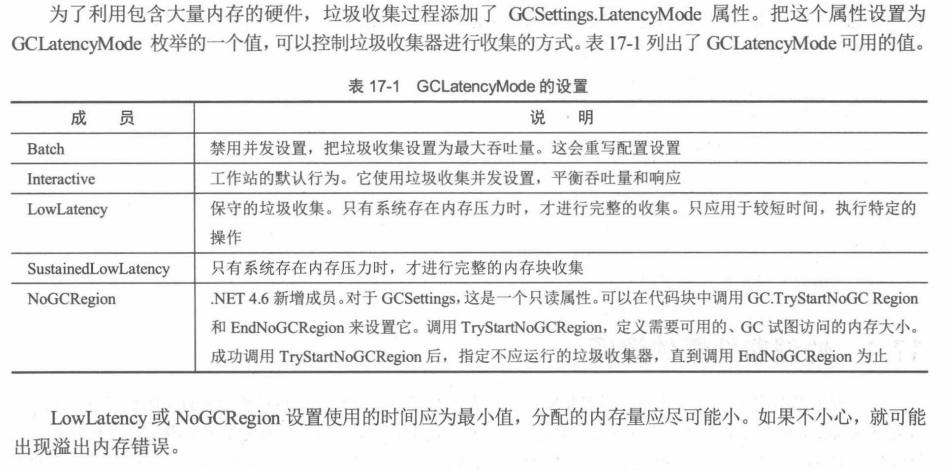 为了利用包含大量内存的硬件，垃圾收集过程添加了 GCSettings.LatencyMode 属性。把这个属性设置为
GCLatencyMode 枚举的一个值，可以控制垃圾收集器进行收集的方式。表 17-1 列出了 GCLatencyMode 可用的值。
表 17-1 GCLatencyMode 的设置
成 员 说 明
Batch 禁用并发设置，把垃圾收集设置为最大吞吐量。这会重写配置设置
Interactive 工作站的默认行为。它使用垃圾收集并发设置，平衡吞吐量和响应
LowLatency 保守的垃圾收集。只有系统存在内存压力时，才进行完整的收集。只应用于较短时间，执行特定的
操作
SustainedLowLatency 只有系统存在内存压力时，才进行完整的内存块收集
NoGCRegion .NET 4.6 新增成员。对于 GCSettings，这是一个只读属性。可以在代码块中调用 GC.TryStartNoGC Region
和 EndNoGCRegion 来设置它。调用 TryStartNoGCRegion，定义需要可用的、GC 试图访问的内存大小。
成功调用 TryStartNoGCRegion 后，指定不应运行的垃圾收集器，直到调用 EndNoGCRegion 为止
LowLatency 或 NoGCRegion 设置使用的时间应为最小值，分配的内存量应尽可能小。如果不小心，就可能
出现溢出内存错误。